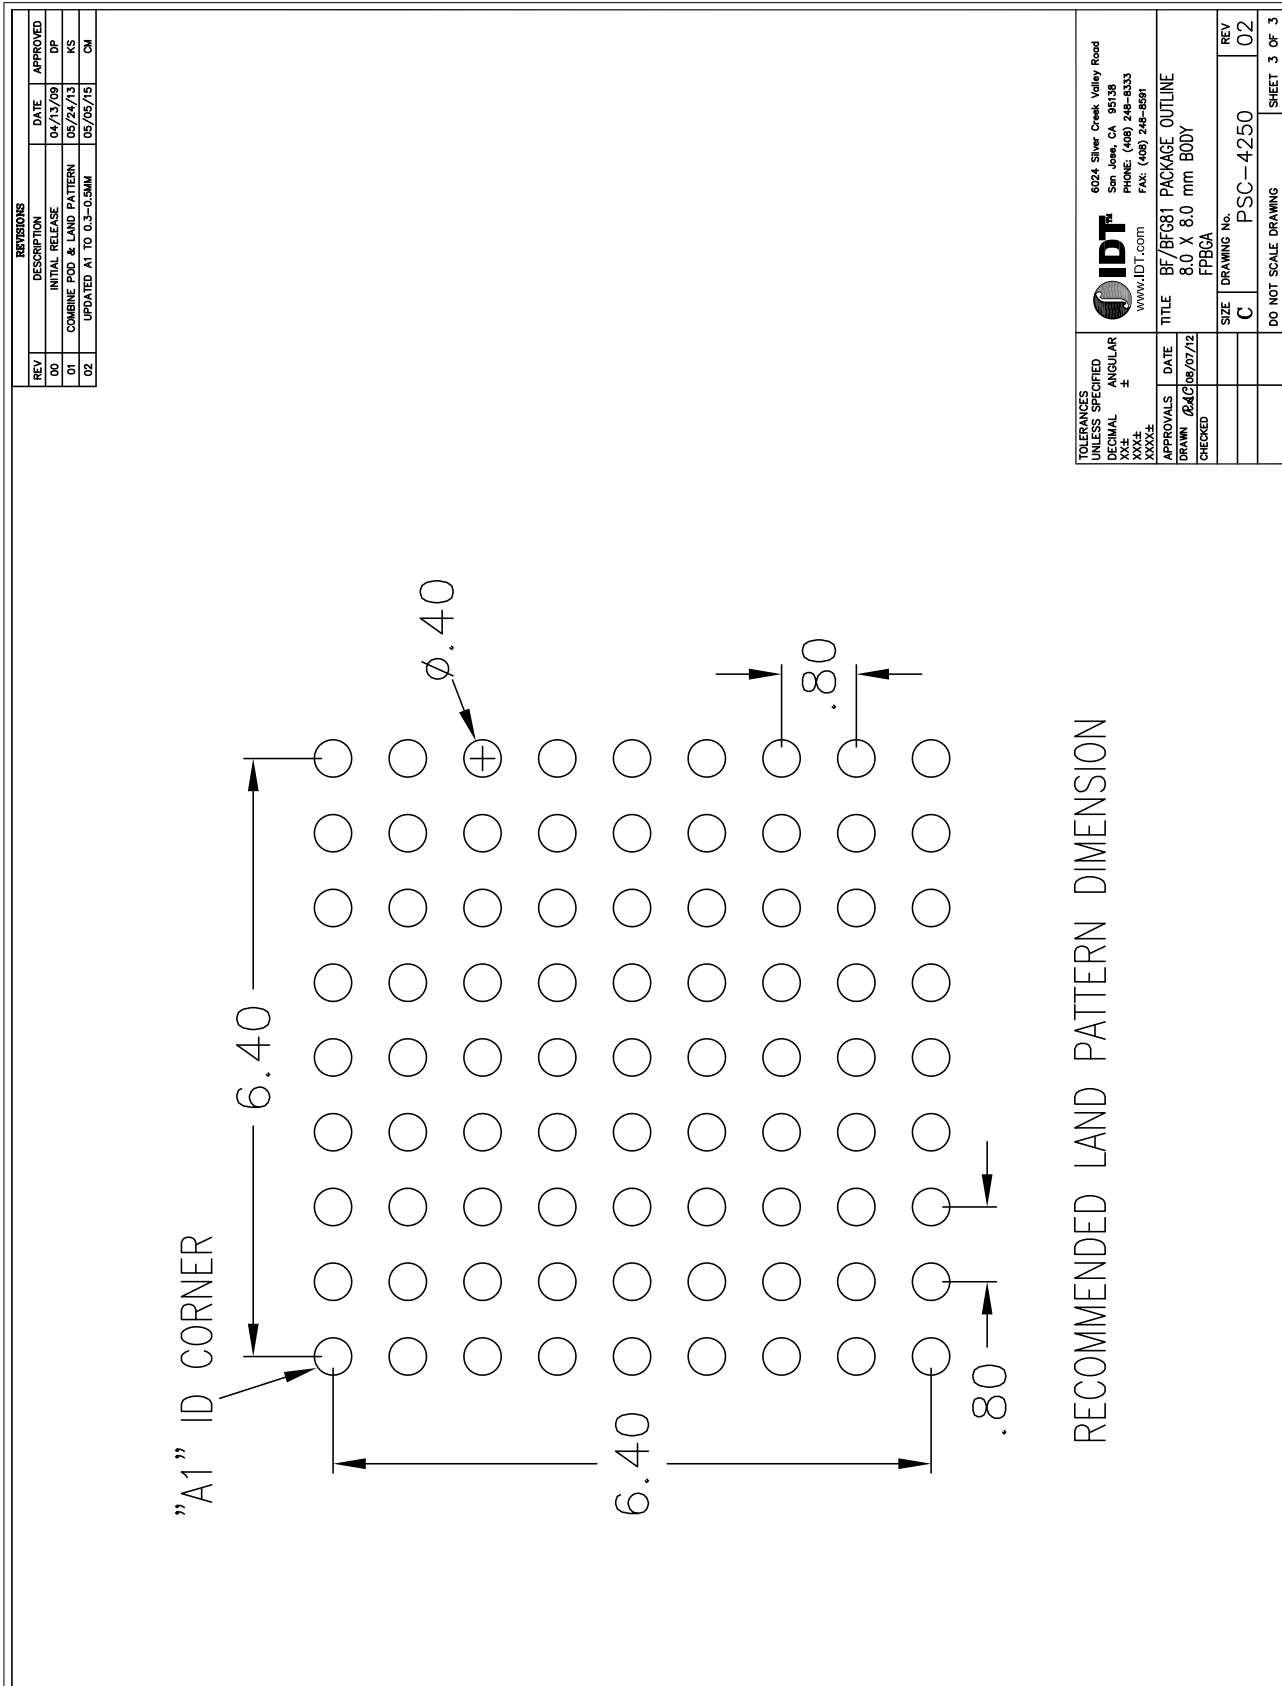 REVISIONS
REV DESCRIPTION DATE APPROVED
00 INITIAL RELEASE 04/13/09 DP
01 COMBINE POD & LAND PATTERN 05/24/13 KS
02 UPDATED A1 TO 0.3-0.5MM 05/05/15 CM
"A1" ID CORNER
6.40
Ø.40
6.40
.80
.80
RECOMMENDED LAND PATTERN DIMENSION
TOLERANCES
UNLESS SPECIFIED
DECIMAL ANGULAR
XX± ±
XXX±
XXXX±
IDT™
www.IDT.com
6024 Silver Creek Valley Road
San Jose, CA 95138
PHONE: (408) 248-8333
FAX: (408) 248-8591
APPROVALS DATE
DRAWN RAC 08/07/12
CHECKED
TITLE BF/BFG81 PACKAGE OUTLINE
8.0 X 8.0 mm BODY
FPBGA
SIZE DRAWING No. REV
C PSC-4250 02
DO NOT SCALE DRAWING SHEET 3 OF 3